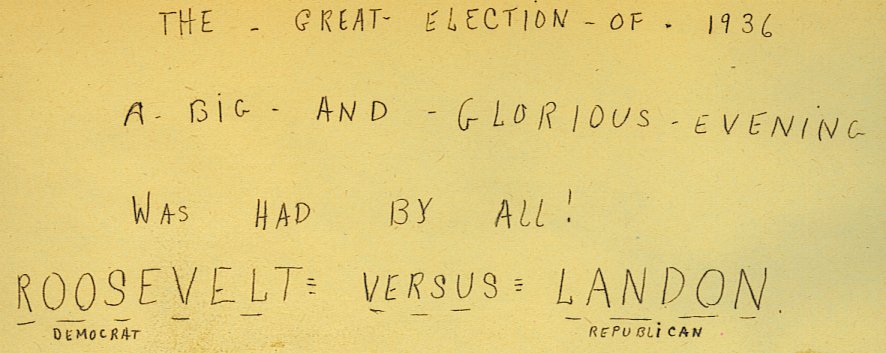 THE - GREAT - ELECTION - OF - 1936
A - BiG - AND - GLORIOUS - EVENING
WAS HAD BY ALL!
ROOSEVELT = VERSUS = LANDON.
DEMOCRAT REPUBLiCAN